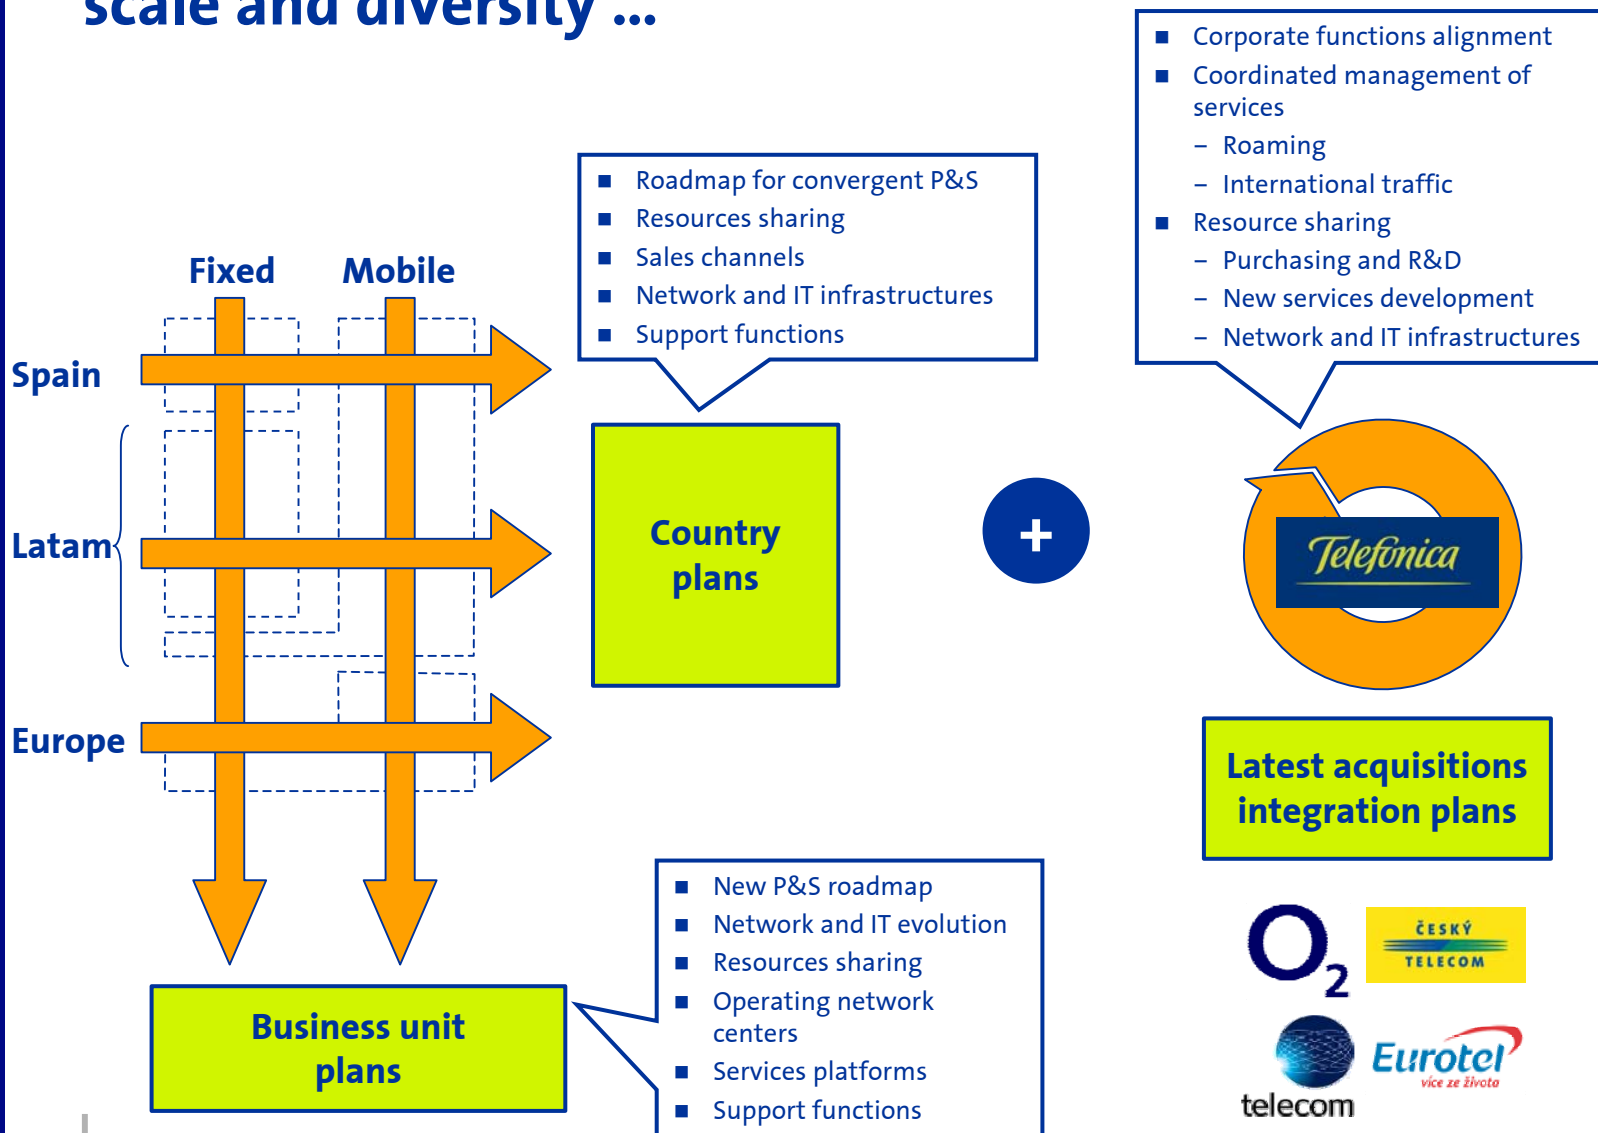 scale and diversity ...
Corporate functions alignment
Coordinated management of
services
– Roaming
– International traffic
Resource sharing
– Purchasing and R&D
– New services development
– Network and IT infrastructures
Roadmap for convergent P&S
Resources sharing
Sales channels
Network and IT infrastructures
Support functions
Fixed Mobile
Spain
Latam
Europe
Country
plans
+
Telefónica
Latest acquisitions
integration plans
Business unit
plans
New P&S roadmap
Network and IT evolution
Resources sharing
Operating network
centers
Services platforms
Support functions
O2
ČESKÝ
TELECOM
telecom
Eurotel
více ze života